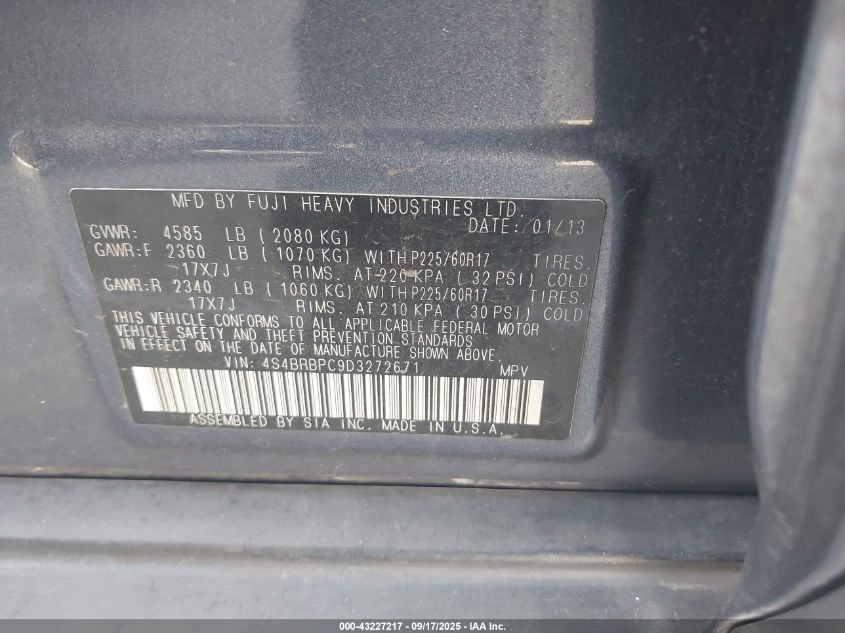 MFD BY FUJI HEAVY INDUSTRIES LTD.
DATE: 01/13
GVWR: 4585 LB (2080 KG)
GAWR:F 2360 LB (1070 KG) WITH P225/60R17 TIRES.
17X7J RIMS. AT 220 KPA (32 PSI) COLD
GAWR:R 2340 LB (1060 KG) WITH P225/60R17 TIRES.
17X7J RIMS. AT 210 KPA (30 PSI) COLD
THIS VEHICLE CONFORMS TO ALL APPLICABLE FEDERAL MOTOR
VEHICLE SAFETY AND THEFT PREVENTION STANDARDS
IN EFFECT ON THE DATE OF MANUFACTURE SHOWN ABOVE
VIN: 4S4BRBPC9D3272671 MPV
ASSEMBLED BY SIA INC. MADE IN U.S.A.
000-43227217 - 09/17/2025 - IAA Inc.